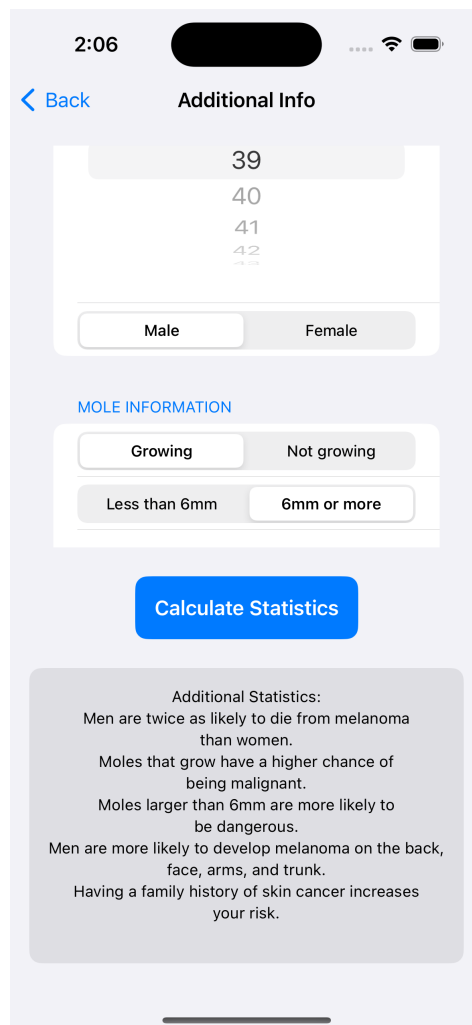 2:06
Back
Additional Info
39
40
41
42
43
Male Female
MOLE INFORMATION
Growing Not growing
Less than 6mm 6mm or more
Calculate Statistics
Additional Statistics:
Men are twice as likely to die from melanoma
than women.
Moles that grow have a higher chance of
being malignant.
Moles larger than 6mm are more likely to
be dangerous.
Men are more likely to develop melanoma on the back,
face, arms, and trunk.
Having a family history of skin cancer increases
your risk.